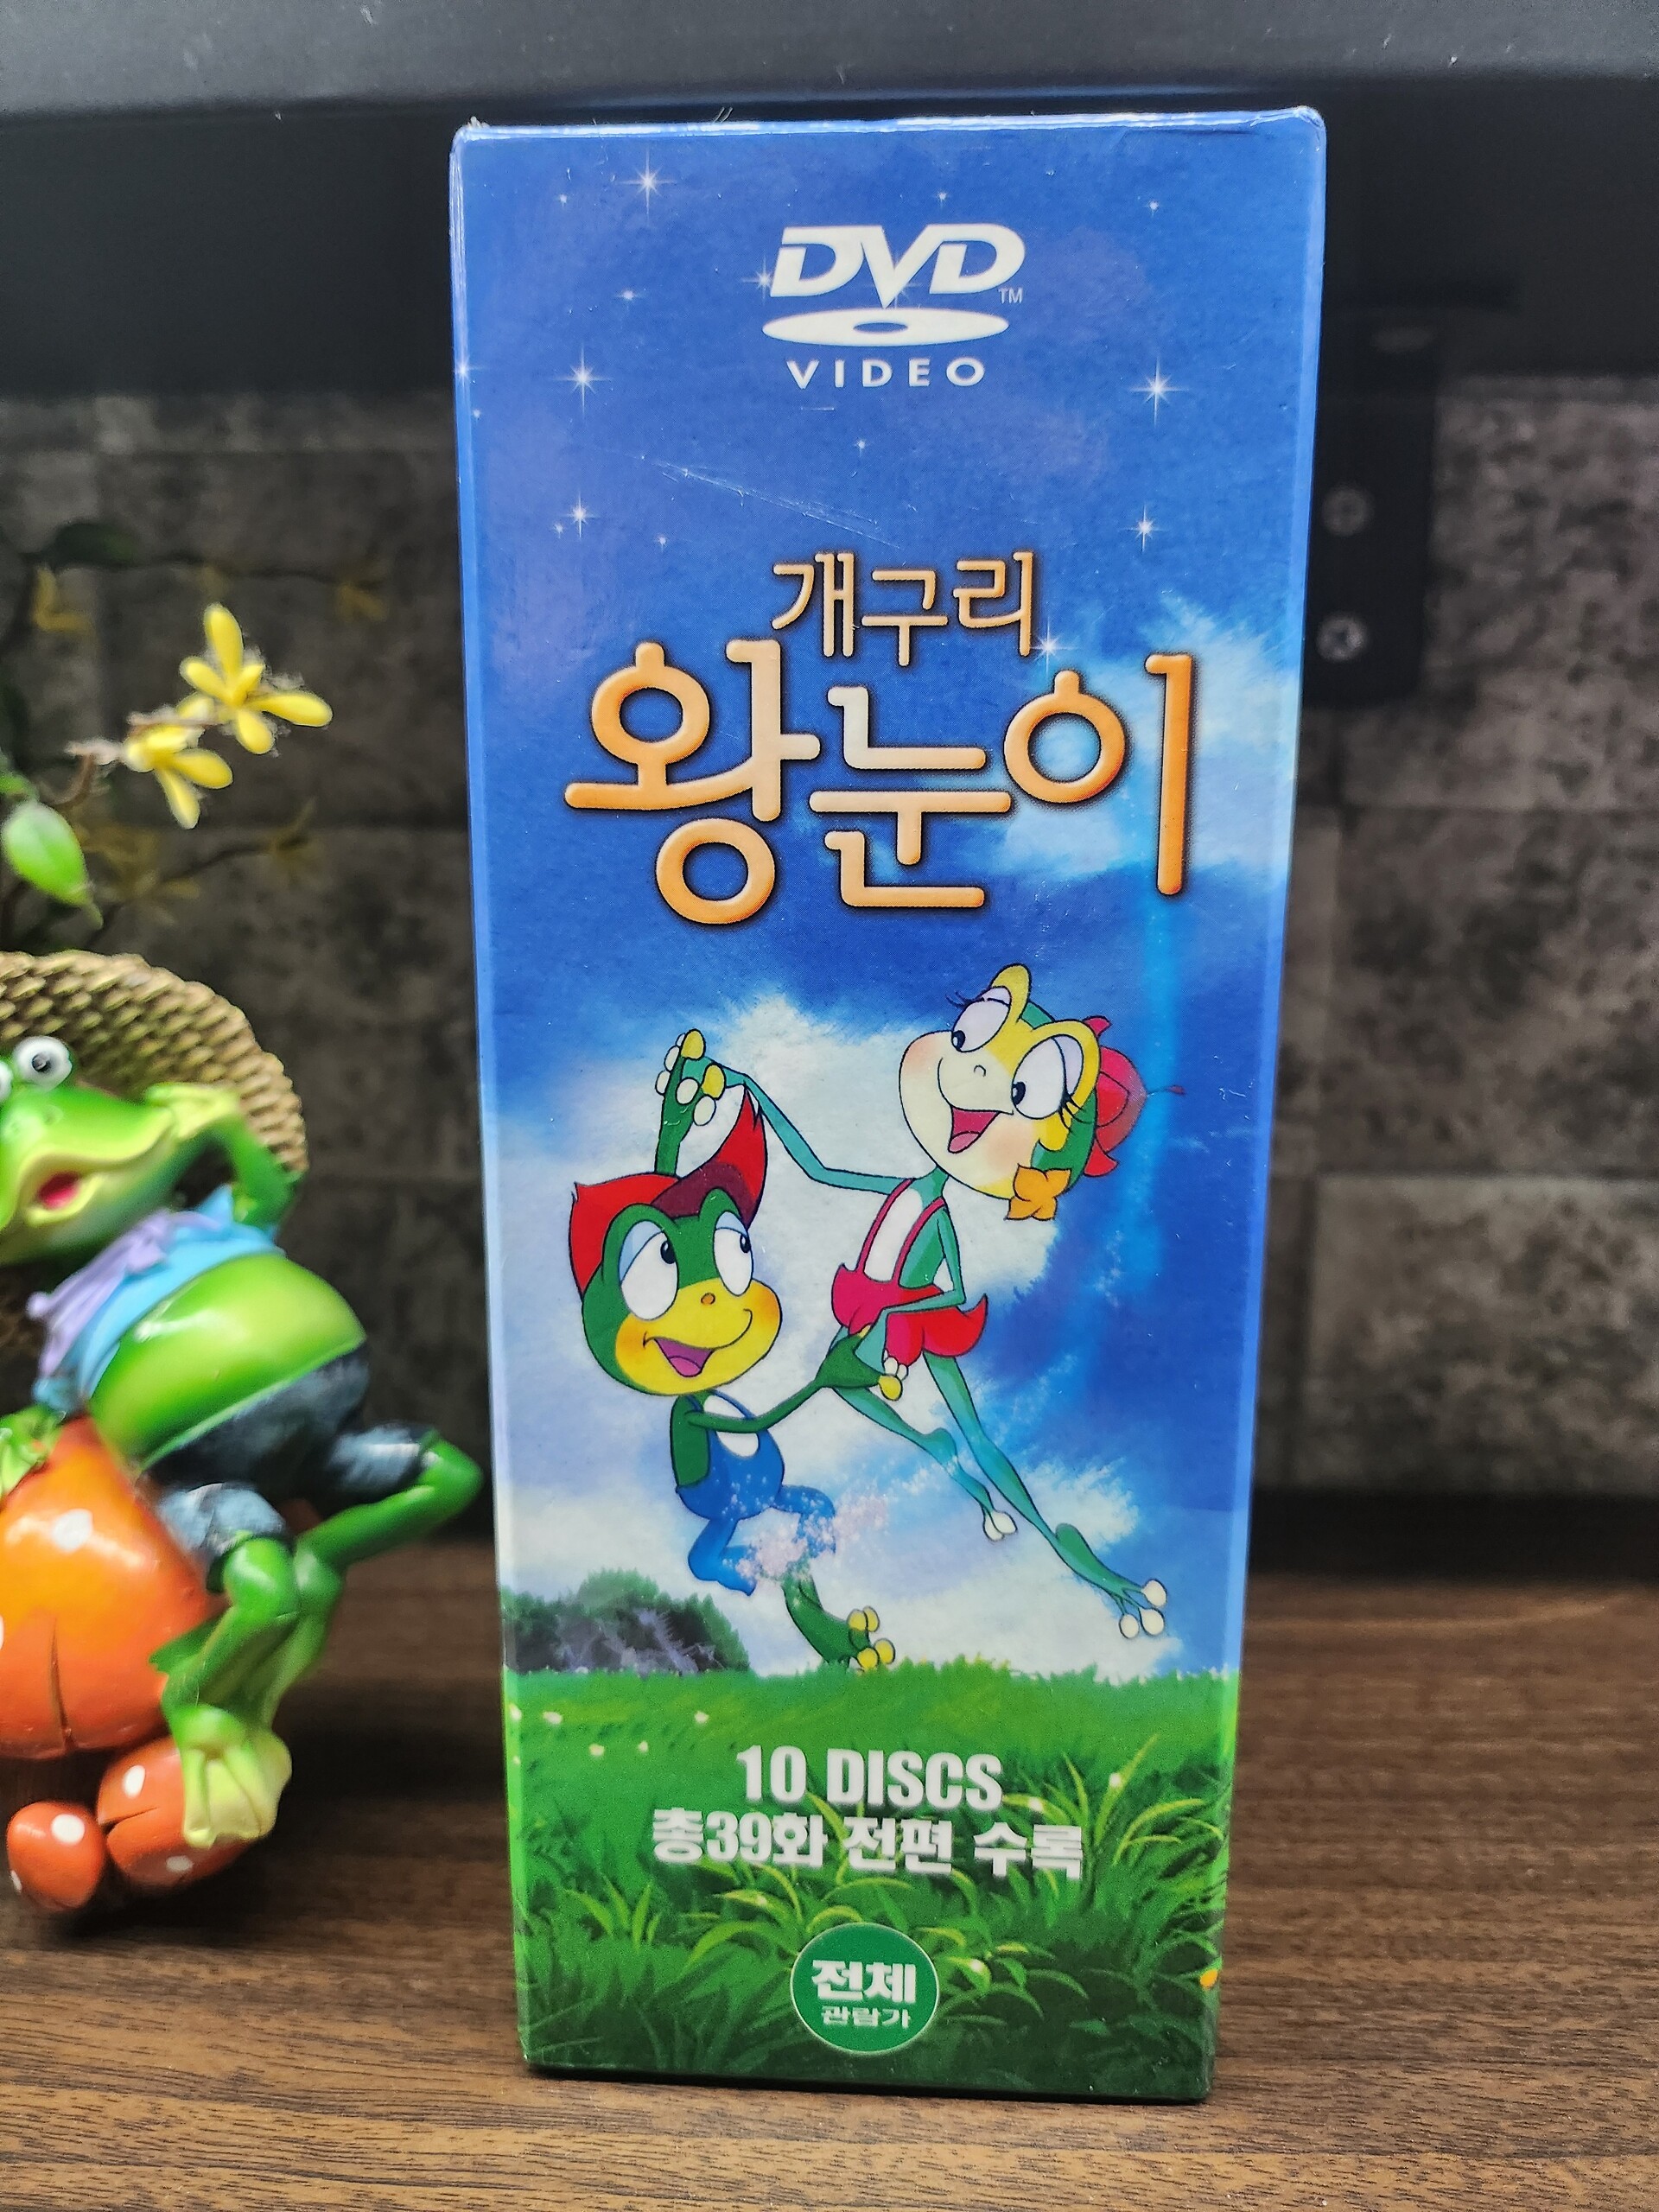 DVD
TM
VIDEO
개구리
왕눈이
10 DISCS
총39화 전편 수록
전체
관람가